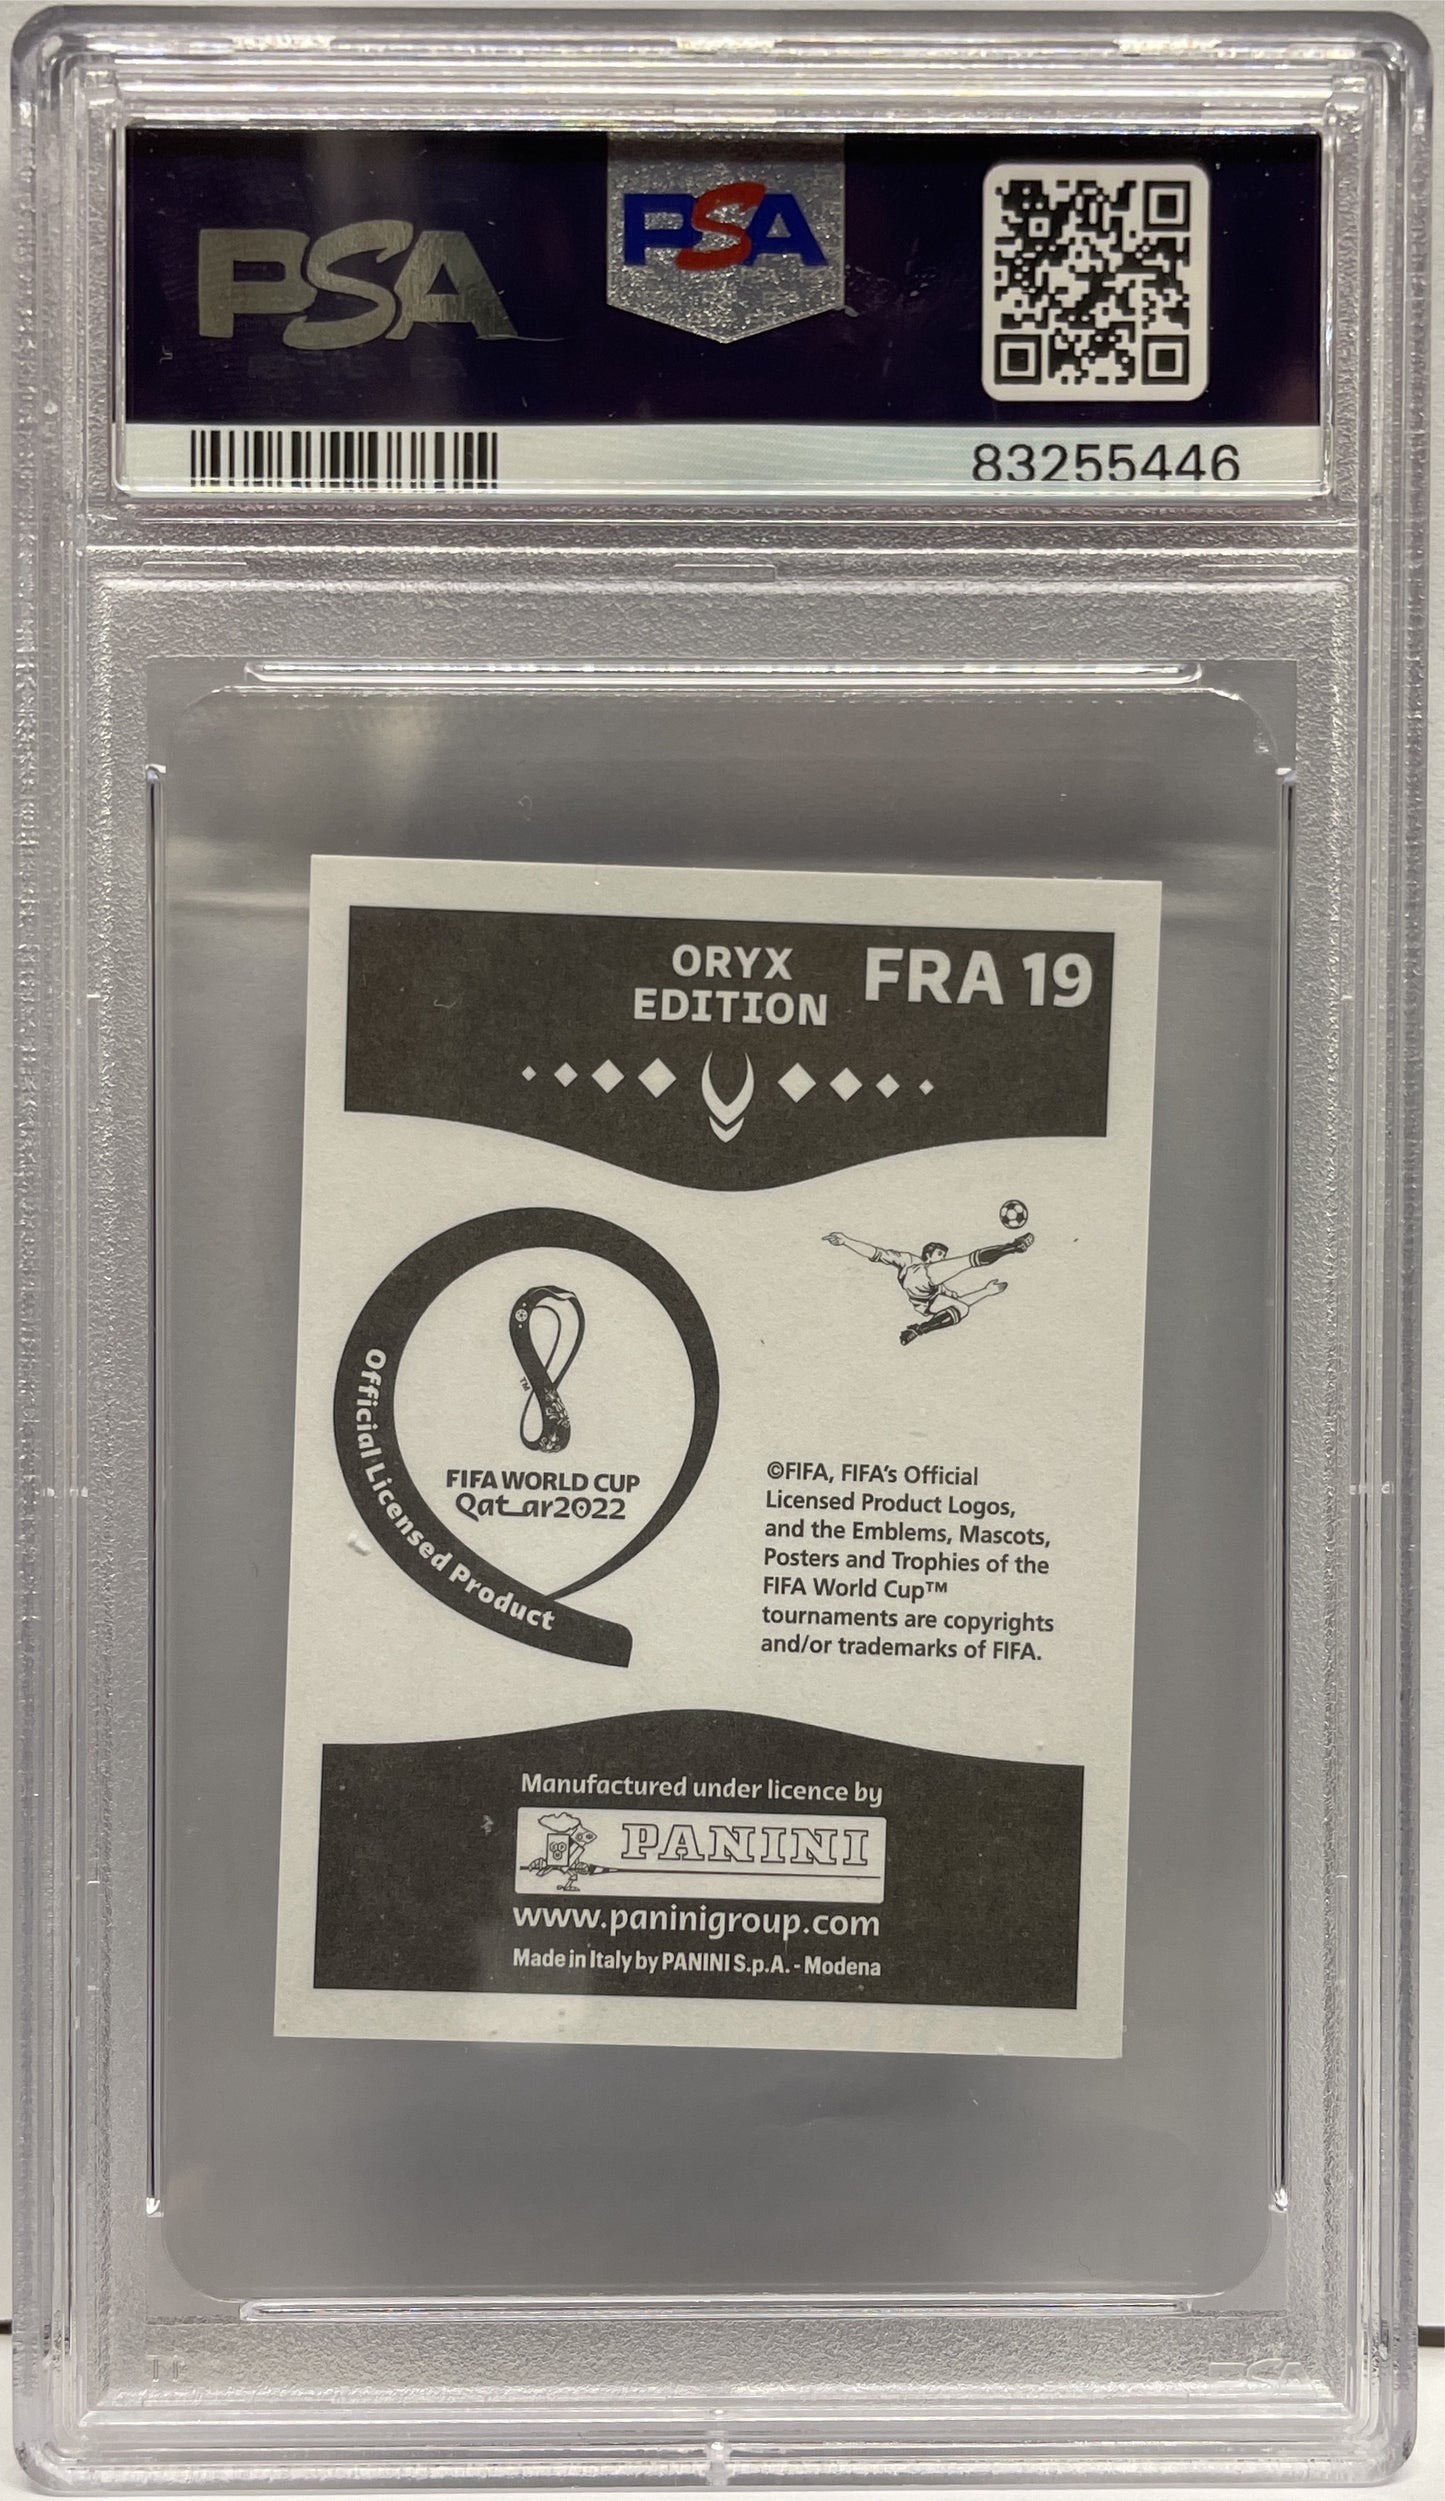 PSA
PSA
83255446
ORYX
EDITION
FRA 19
Official Licensed Product
TM
FIFA WORLD CUP
Qatar2022
©FIFA, FIFA's Official
Licensed Product Logos,
and the Emblems, Mascots,
Posters and Trophies of the
FIFA World Cup™
tournaments are copyrights
and/or trademarks of FIFA.
Manufactured under licence by
PANINI
www.paninigroup.com
Made in Italy by PANINI S.p.A. - Modena
PSA